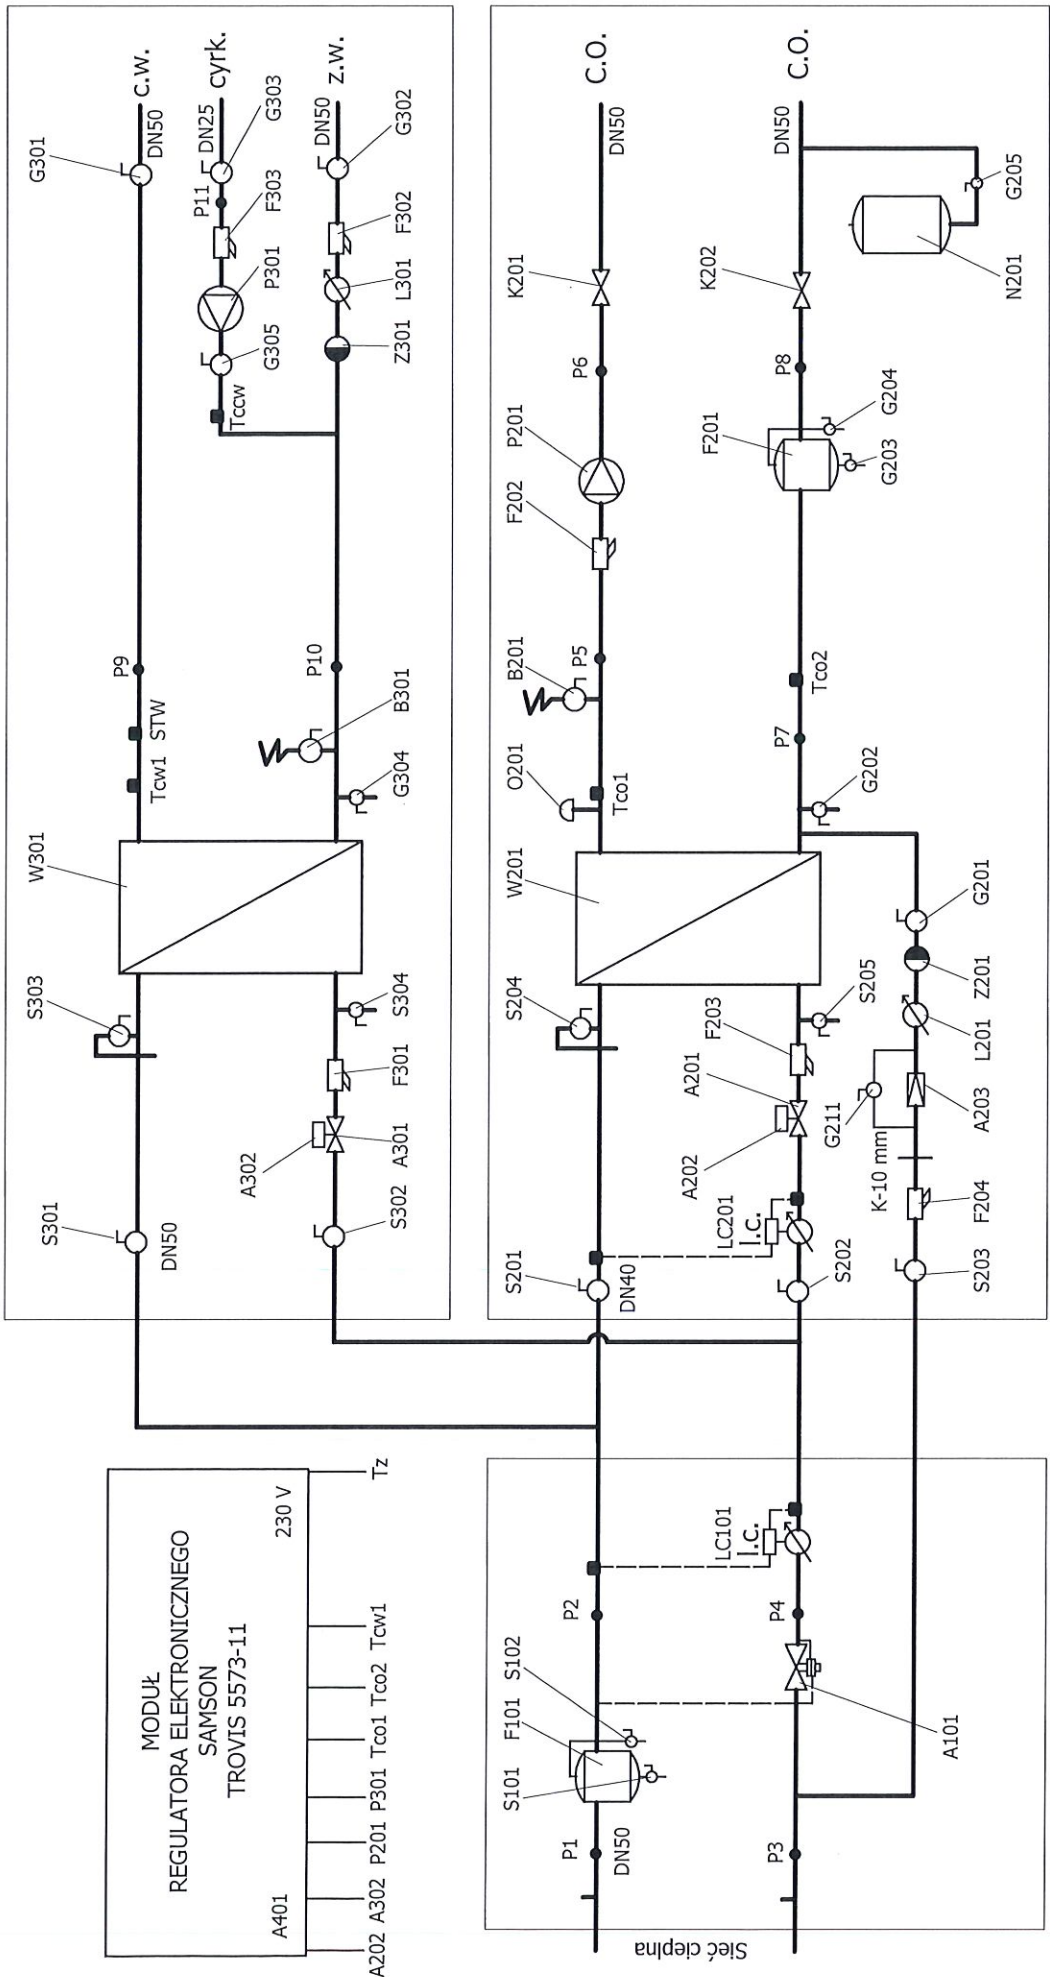 G301
C.W.
DN50
cyrk.
DN25
G303
P11
F303
P301
G305
Tccw
Z.W.
DN50
G302
F302
L301
Z301
P9
STW
Tcw1
P10
B301
G304
W301
S303
S304
F301
A301
A302
S301
DN50
S302
C.O.
DN50
K201
P6
P201
F202
P5
B201
O201
Tco1
C.O.
DN50
G205
N201
K202
P8
G204
F201
G203
Tco2
P7
G202
W201
S204
S205
F203
A201
A202
G201
Z201
L201
A203
G211
K-10 mm
F204
S203
LC201
l.c.
S201
DN40
S202
MODUŁ
REGULATORA ELEKTRONICZNEGO
SAMSON
TROVIS 5573-11
A401
230 V
A202
A302
P201
P301
Tco1
Tco2
Tcw1
Tz
LC101
l.c.
P2
P4
S102
F101
S101
A101
P1
DN50
P3
Sieć cieplna